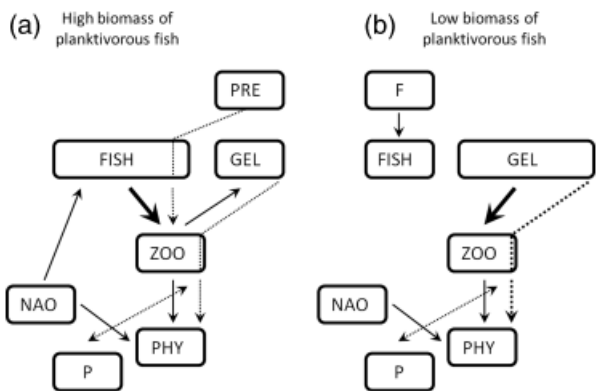 (a) High biomass of
planktivorous fish
PRE
FISH
GEL
ZOO
NAO
PHY
P
(b) Low biomass of
planktivorous fish
F
FISH
GEL
ZOO
NAO
PHY
P